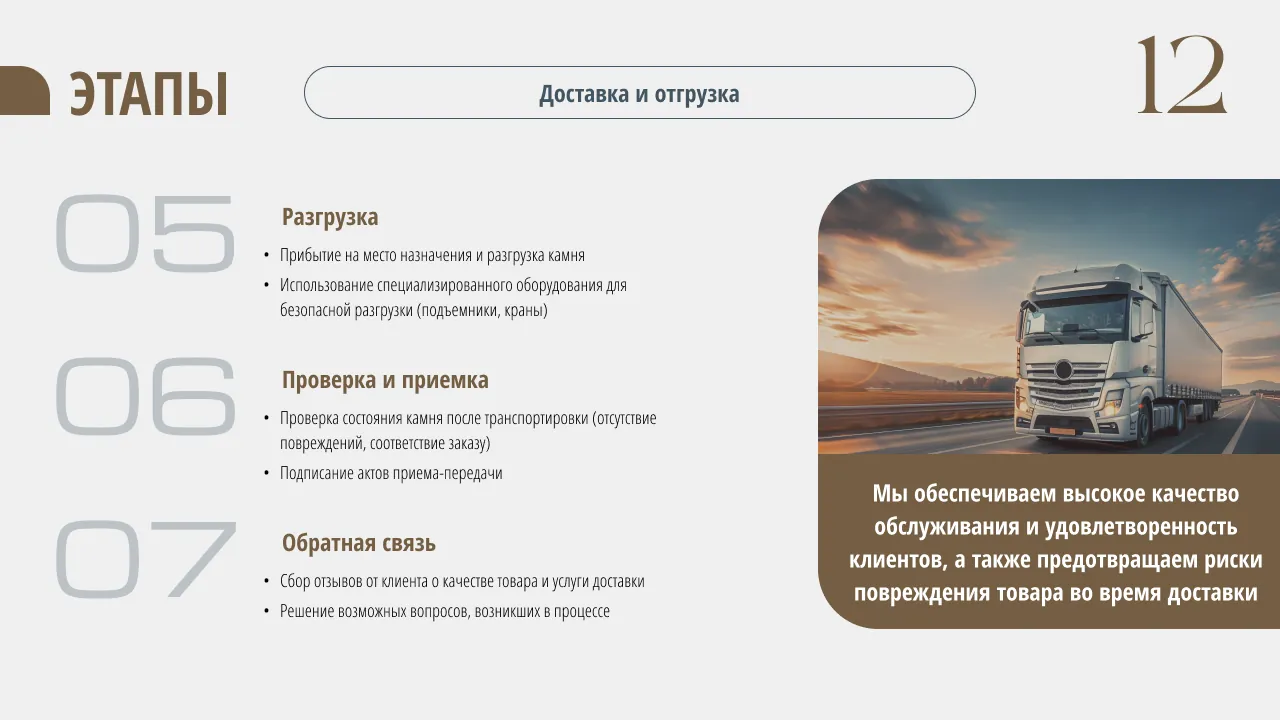 ЭТАПЫ
Доставка и отгрузка
12
05
Разгрузка
• Прибытие на место назначения и разгрузка камня
• Использование специализированного оборудования для
безопасной разгрузки (подъемники, краны)
06
Проверка и приемка
• Проверка состояния камня после транспортировки (отсутствие
повреждений, соответствие заказу)
• Подписание актов приема-передачи
07
Обратная связь
• Сбор отзывов от клиента о качестве товара и услуги доставки
• Решение возможных вопросов, возникших в процессе
Мы обеспечиваем высокое качество
обслуживания и удовлетворенность
клиентов, а также предотвращаем риски
повреждения товара во время доставки